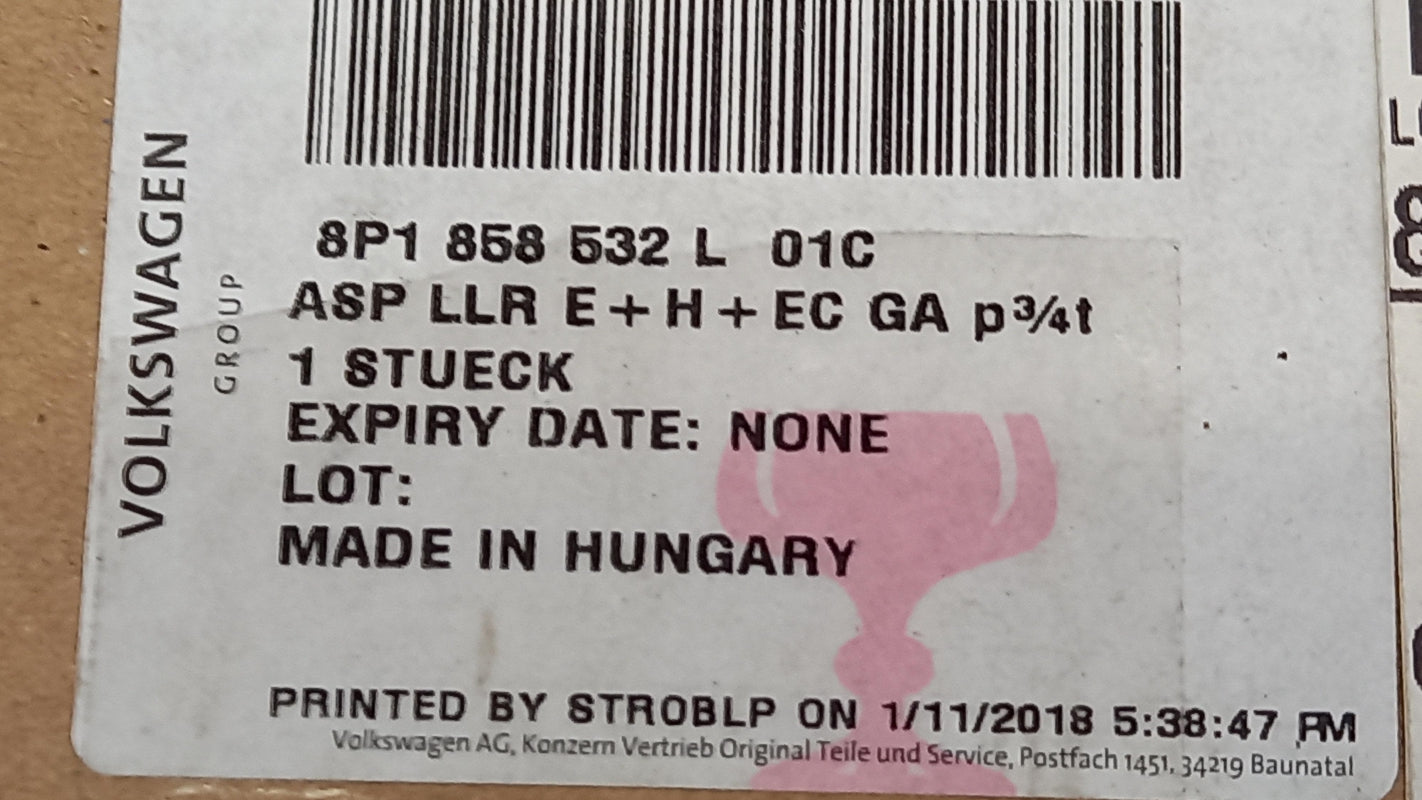 VOLKSWAGEN
GROUP
8P1 858 532 L 01C
ASP LLR E+H+EC GA p¾t
1 STUECK
EXPIRY DATE: NONE
LOT:
MADE IN HUNGARY
PRINTED BY STROBLP ON 1/11/2018 5:38:47 PM
Volkswagen AG, Konzern Vertrieb Original Teile und Service, Postfach 1451, 34219 Baunatal